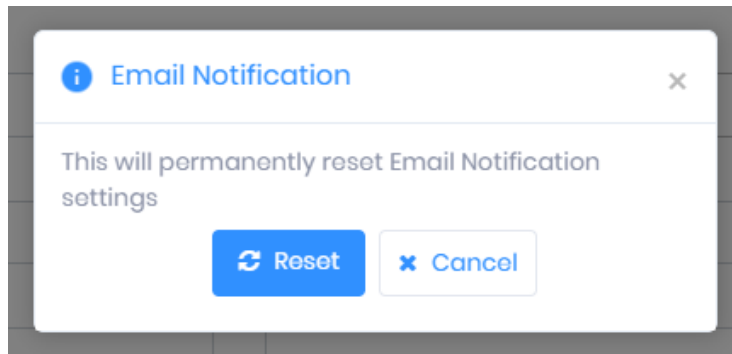 Email Notification
This will permanently reset Email Notification
settings
Reset
Cancel